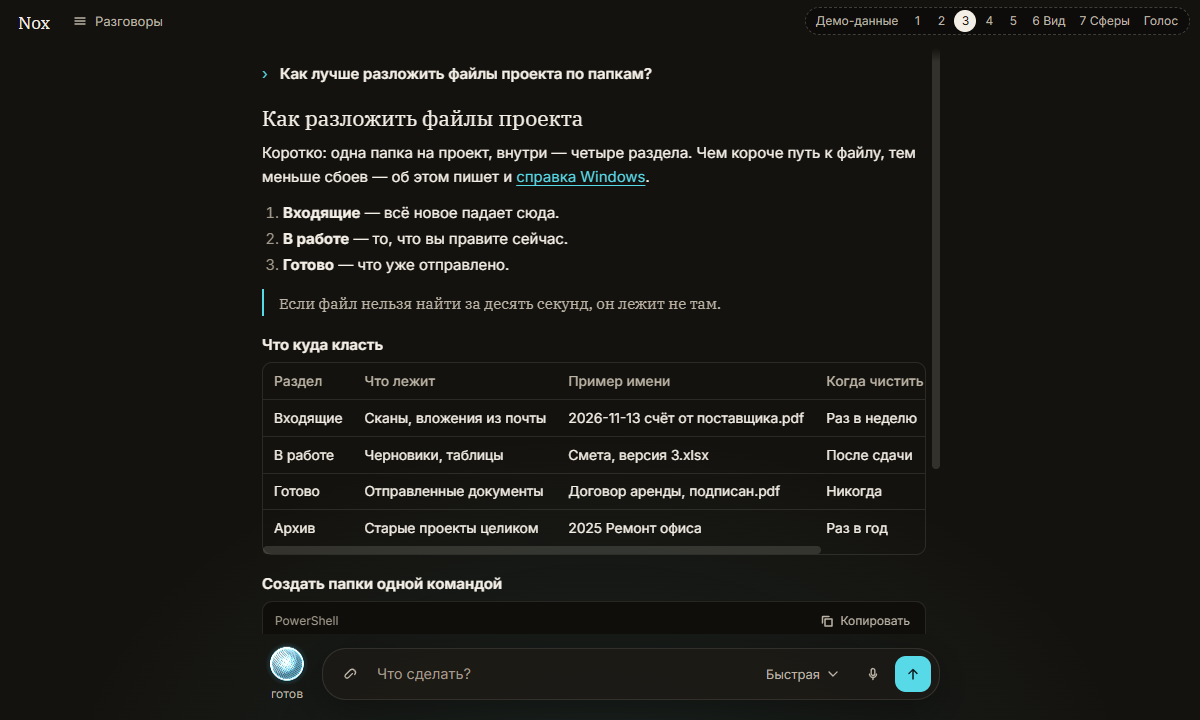 Nox
Разговоры
Демо-данные 1 2 3 4 5 6 Вид 7 Сферы Голос
› Как лучше разложить файлы проекта по папкам?
Как разложить файлы проекта
Коротко: одна папка на проект, внутри — четыре раздела. Чем короче путь к файлу, тем
меньше сбоев — об этом пишет и справка Windows.
1. Входящие — всё новое падает сюда.
2. В работе — то, что вы правите сейчас.
3. Готово — что уже отправлено.
Если файл нельзя найти за десять секунд, он лежит не там.
Что куда класть
Раздел Что лежит Пример имени Когда чистить
Входящие Сканы, вложения из почты 2026-11-13 счёт от поставщика.pdf Раз в неделю
В работе Черновики, таблицы Смета, версия 3.xlsx После сдачи
Готово Отправленные документы Договор аренды, подписан.pdf Никогда
Архив Старые проекты целиком 2025 Ремонт офиса Раз в год
Создать папки одной командой
PowerShell Копировать
готов
Что сделать? Быстрая